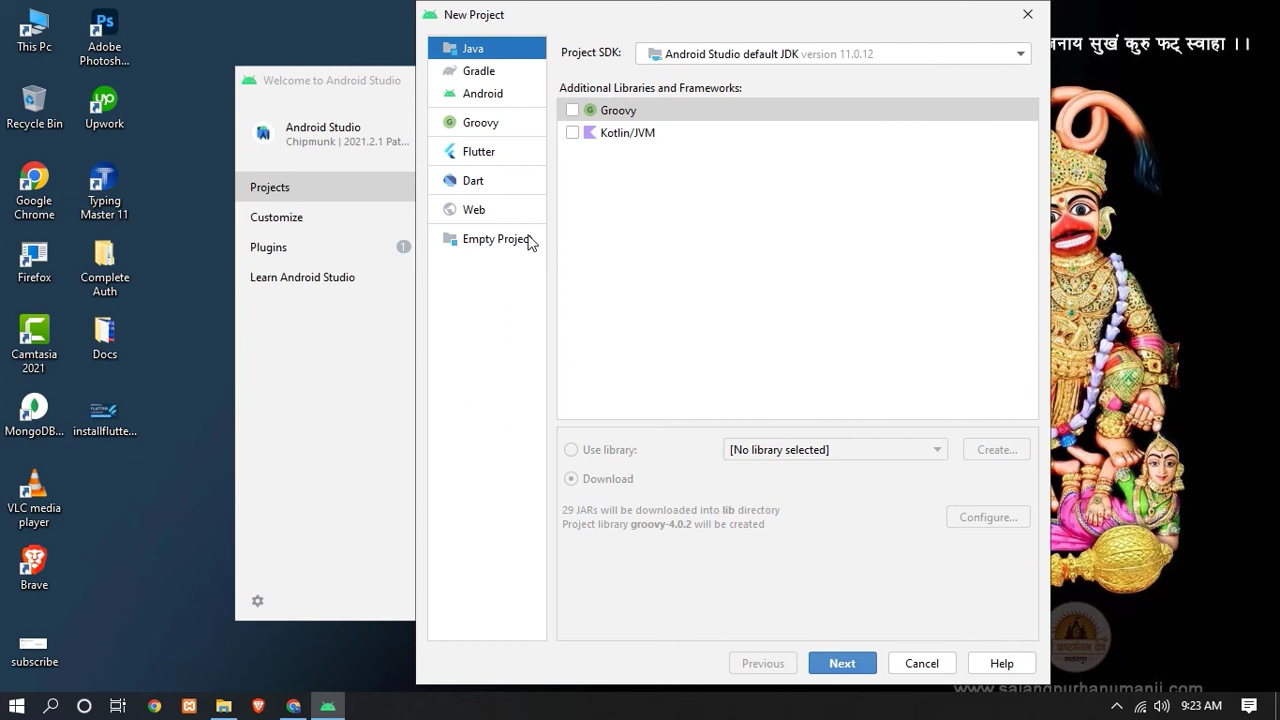 This Pc
Adobe
Photosh...
Recycle Bin
Upwork
Google
Chrome
Typing
Master 11
Firefox
Complete
Auth
Camtasia
2021
Docs
MongoDB...
installflutte...
VLC media
player
Brave
subscribe
Welcome to Android Studio
Android Studio
Chipmunk | 2021.2.1 Pat...
Projects
Customize
Plugins
1
Learn Android Studio
New Project
Java
Gradle
Android
Groovy
Flutter
Dart
Web
Empty Project
Project SDK:
Android Studio default JDK version 11.0.12
Additional Libraries and Frameworks:
G Groovy
Kotlin/JVM
Use library:
[No library selected]
Create...
Download
29 JARs will be downloaded into lib directory
Project library groovy-4.0.2 will be created
Configure...
Previous
Next
Cancel
Help
सुखं कुरु फट् स्वाहा ।।
9:23 AM